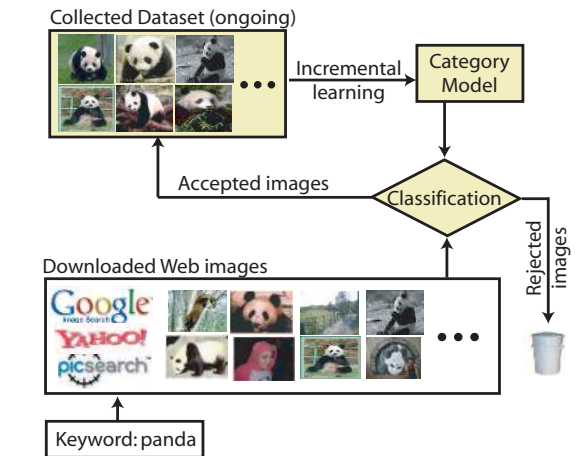 Collected Dataset (ongoing)
Incremental
learning
Category
Model
Accepted images
Classification
Rejected
images
Downloaded Web images
Google
Image Search
YAHOO!
picsearch
Keyword: panda